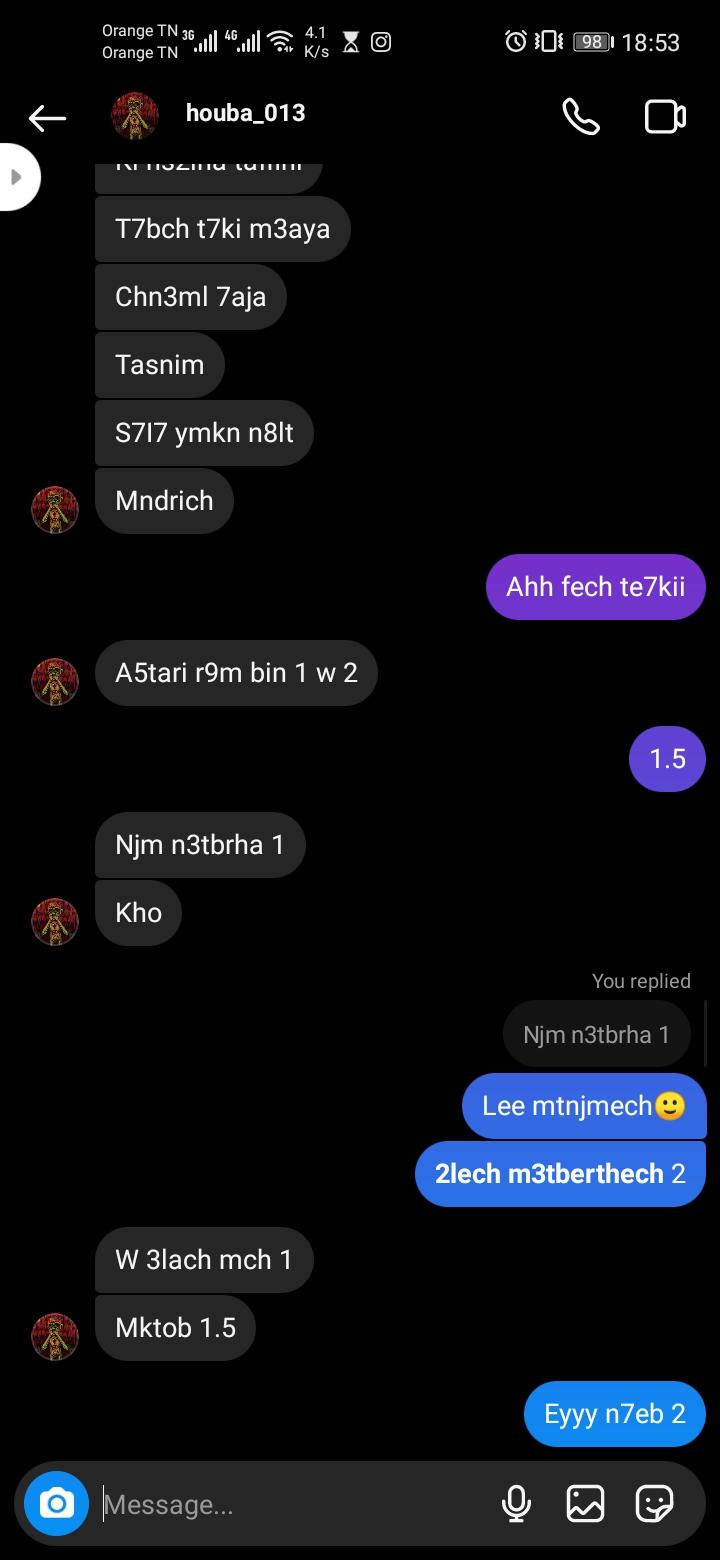 Orange TN 3G 4G 4.1 98 18:53
Orange TN K/s
houba_013
T7bch t7ki m3aya
Chn3ml 7aja
Tasnim
S7I7 ymkn n8lt
Mndrich
Ahh fech te7kii
A5tari r9m bin 1 w 2
1.5
Njm n3tbrha 1
Kho
You replied
Njm n3tbrha 1
Lee mtnjmech🙂
2lech m3tberthech 2
W 3lach mch 1
Mktob 1.5
Eyyy n7eb 2
Message...